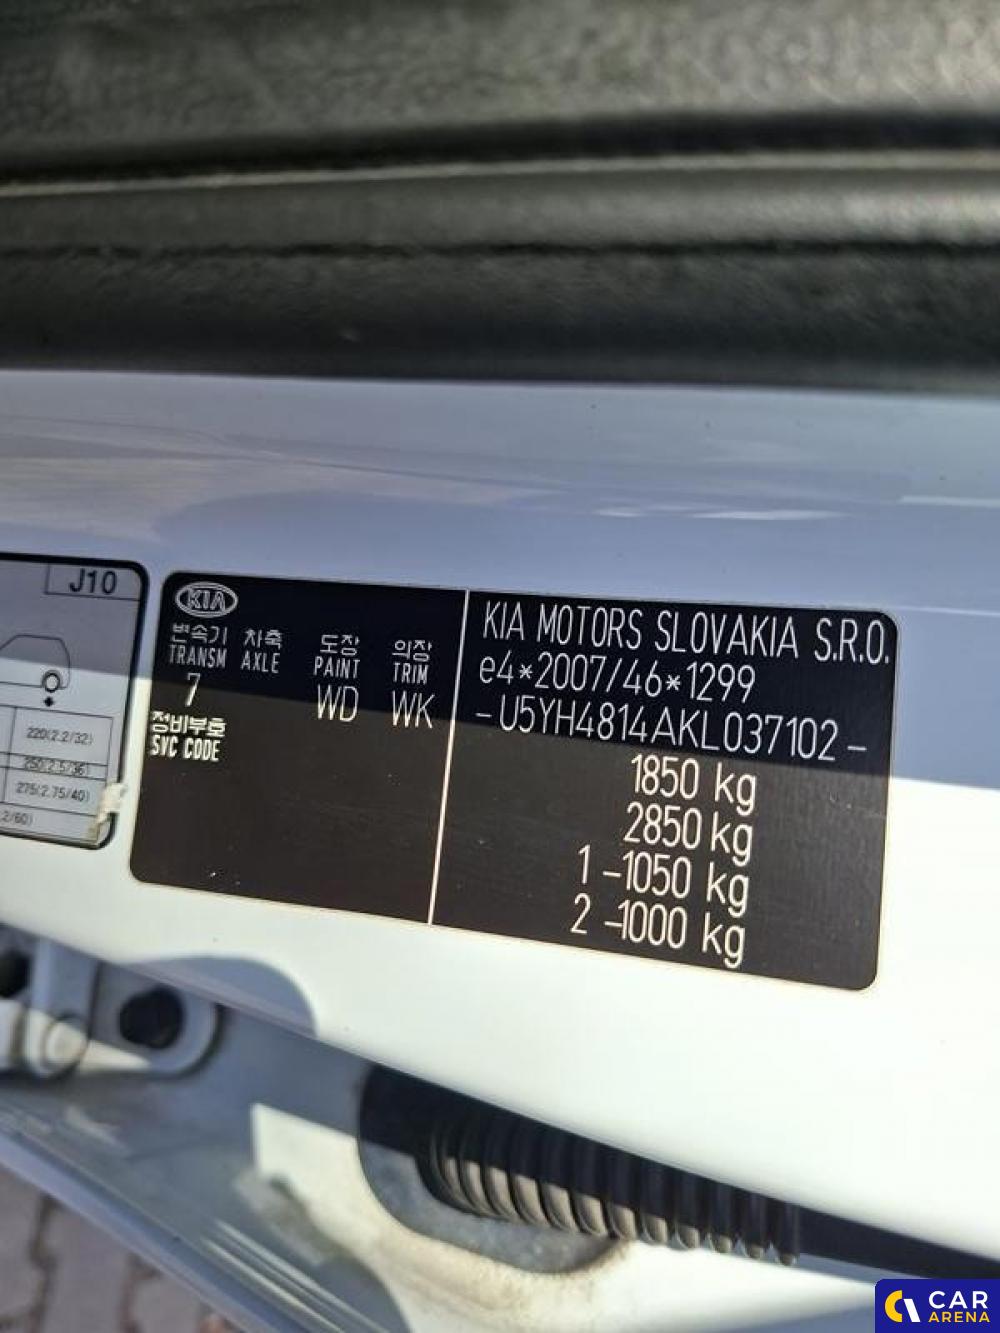 J10
220(2.2/32)
250(2.5/36)
275(2.75/40)
KIA
변속기 차축 도장 의장
TRANSM AXLE PAINT TRIM
7 WD WK
정비부호
SVC CODE
KIA MOTORS SLOVAKIA S.R.O.
e4*2007/46*1299
-U5YH4814AKL037102-
1850 kg
2850 kg
1 -1050 kg
2 -1000 kg
CAR
ARENA